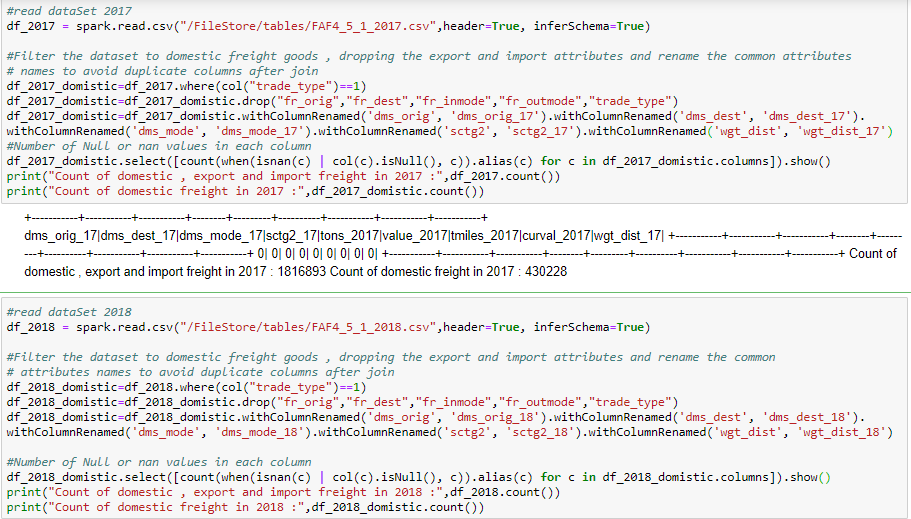 #read dataSet 2017
df_2017 = spark.read.csv("/FileStore/tables/FAF4_5_1_2017.csv",header=True, inferSchema=True)
#Filter the dataset to domestic freight goods , dropping the export and import attributes and rename the common attributes
# names to avoid duplicate columns after join
df_2017_domistic=df_2017.where(col("trade_type")==1)
df_2017_domistic=df_2017_domistic.drop("fr_orig","fr_dest","fr_inmode","fr_outmode","trade_type")
df_2017_domistic=df_2017_domistic.withColumnRenamed('dms_orig', 'dms_orig_17').withColumnRenamed('dms_dest', 'dms_dest_17').
withColumnRenamed('dms_mode', 'dms_mode_17').withColumnRenamed('sctg2', 'sctg2_17').withColumnRenamed('wgt_dist', 'wgt_dist_17')
#Number of Null or nan values in each column
df_2017_domistic.select([count(when(isnan(c) | col(c).isNull(), c)).alias(c) for c in df_2017_domistic.columns]).show()
print("Count of domestic , export and import freight in 2017 :",df_2017.count())
print("Count of domestic freight in 2017 :",df_2017_domistic.count())
+-----------+-----------+-----------+--------+---------+----------+-----------+-----------+-----------+
dms_orig_17|dms_dest_17|dms_mode_17|sctg2_17|tons_2017|value_2017|tmiles_2017|curval_2017|wgt_dist_17| +-----------+-----------+-----------+--------+------
---+----------+-----------+-----------+-----------+ 0| 0| 0| 0| 0| 0| 0| 0| 0| +-----------+-----------+-----------+--------+---------+----------+-----------+-----------+-----------+ Count of
domestic , export and import freight in 2017 : 1816893 Count of domestic freight in 2017 : 430228
#read dataSet 2018
df_2018 = spark.read.csv("/FileStore/tables/FAF4_5_1_2018.csv",header=True, inferSchema=True)
#Filter the dataset to domestic freight goods , dropping the export and import attributes and rename the common
# attributes names to avoid duplicate columns after join
df_2018_domistic=df_2018.where(col("trade_type")==1)
df_2018_domistic=df_2018_domistic.drop("fr_orig","fr_dest","fr_inmode","fr_outmode","trade_type")
df_2018_domistic=df_2018_domistic.withColumnRenamed('dms_orig', 'dms_orig_18').withColumnRenamed('dms_dest', 'dms_dest_18').
withColumnRenamed('dms_mode', 'dms_mode_18').withColumnRenamed('sctg2', 'sctg2_18').withColumnRenamed('wgt_dist', 'wgt_dist_18')
#Number of Null or nan values in each column
df_2018_domistic.select([count(when(isnan(c) | col(c).isNull(), c)).alias(c) for c in df_2018_domistic.columns]).show()
print("Count of domestic , export and import freight in 2018 :",df_2018.count())
print("Count of domestic freight in 2018 :",df_2018_domistic.count())